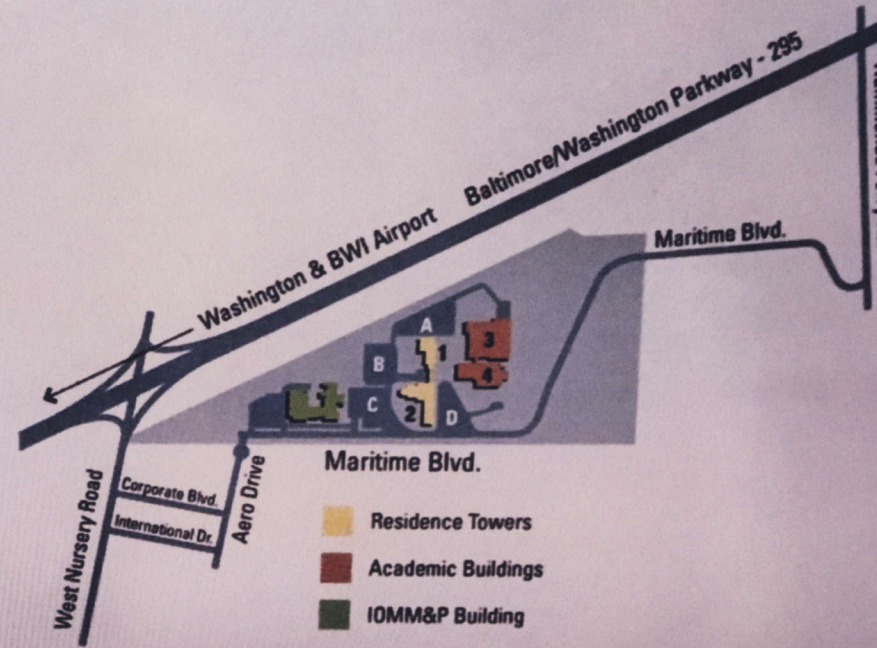 Baltimore/Washington Parkway - 295
Washington & BWI Airport
Maritime Blvd.
A
B
1
3
4
C
2
D
Maritime Blvd.
West Nursery Road
Corporate Blvd.
International Dr.
Aero Drive
Residence Towers
Academic Buildings
IOMM&P Building